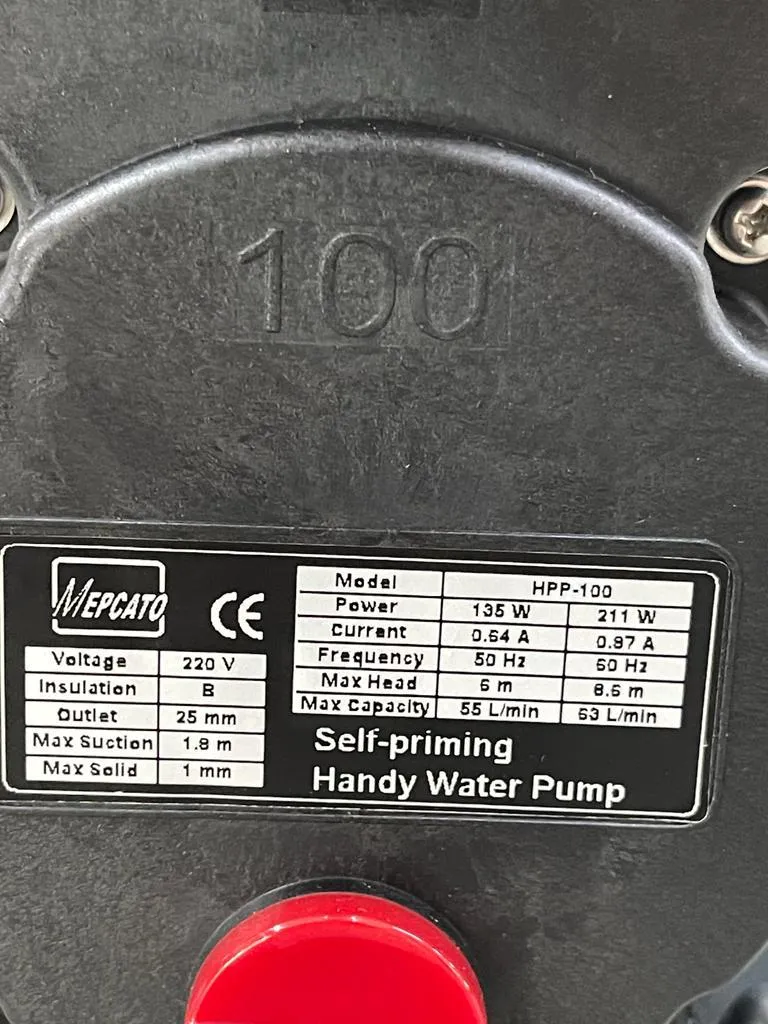 100
MEPCATO CE
Voltage 220 V
Insulation B
Outlet 25 mm
Max Suction 1.8 m
Max Solid 1 mm
Model HPP-100
Power 135 W 211 W
Current 0.64 A 0.87 A
Frequency 50 Hz 60 Hz
Max Head 6 m 8.6 m
Max Capacity 55 L/min 63 L/min
Self-priming
Handy Water Pump